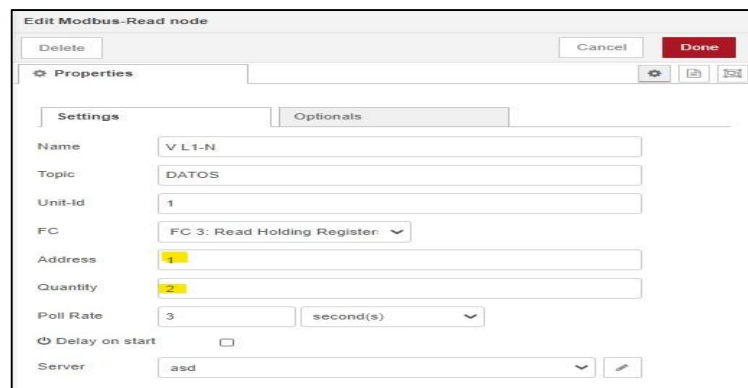 Edit Modbus-Read node
Delete Cancel Done
Properties
Settings Optionals
Name V L1-N
Topic DATOS
Unit-Id 1
FC FC 3: Read Holding Register
Address 1
Quantity 2
Poll Rate 3 second(s)
Delay on start
Server asd